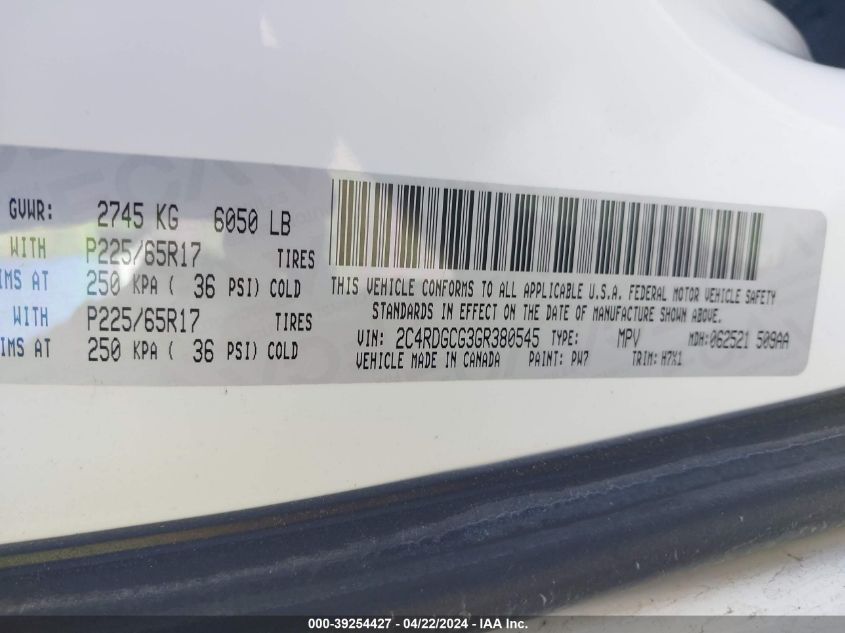 GVWR: 2745 KG 6050 LB
WITH P225/65R17 TIRES
IMS AT 250 KPA ( 36 PSI) COLD
WITH P225/65R17 TIRES
IMS AT 250 KPA ( 36 PSI) COLD
THIS VEHICLE CONFORMS TO ALL APPLICABLE U.S.A. FEDERAL MOTOR VEHICLE SAFETY
STANDARDS IN EFFECT ON THE DATE OF MANUFACTURE SHOWN ABOVE.
VIN: 2C4RDGCG3GR380545 TYPE: MPV MDH:062521 509AA
VEHICLE MADE IN CANADA PAINT: PW7 TRIM: H7X1
000-39254427 - 04/22/2024 - IAA Inc.